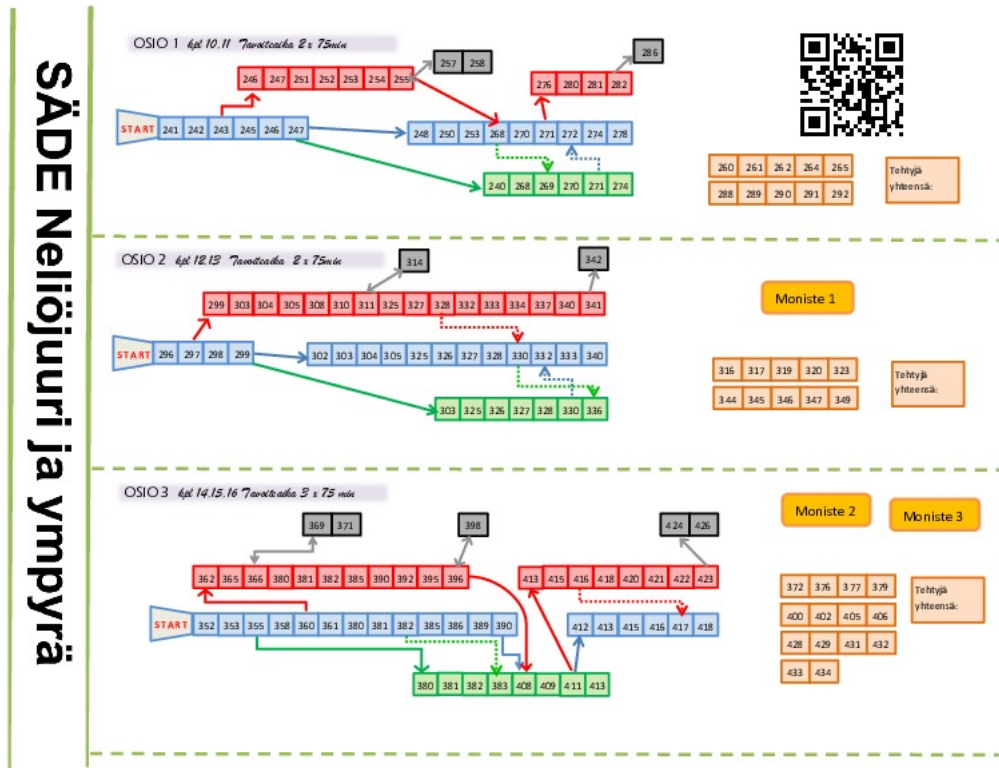 SÄDE Neliöjuuri ja ympyrä
OSIO 1 kpl 10.11 Tavoiteaika 2 x 75min
257 258
286
246 247 251 252 253 254 255
276 280 281 282
START 241 242 243 245 246 247
248 250 253 268 270 271 272 274 278
240 268 269 270 271 274
260 261 262 264 265
288 289 290 291 292
Tehtyjä
yhteensä:
OSIO 2 kpl 12.13 Tavoiteaika 2 x 75min
314
342
299 303 304 305 308 310 311 325 327 328 332 333 334 337 340 341
START 296 297 298 299
302 303 304 305 325 326 327 328 330 332 333 340
303 325 326 327 328 330 336
Moniste 1
316 317 319 320 323
344 345 346 347 349
Tehtyjä
yhteensä:
OSIO 3 kpl 14.15.16 Tavoiteaika 3 x 75 min
369 371
398
424 426
362 365 366 380 381 382 385 390 392 395 396
413 415 416 418 420 421 422 423
START 352 353 355 358 360 361 380 381 382 385 386 389 390
412 413 415 416 417 418
380 381 382 383 408 409 411 413
Moniste 2
Moniste 3
372 376 377 379
400 402 405 406
428 429 431 432
433 434
Tehtyjä
yhteensä: